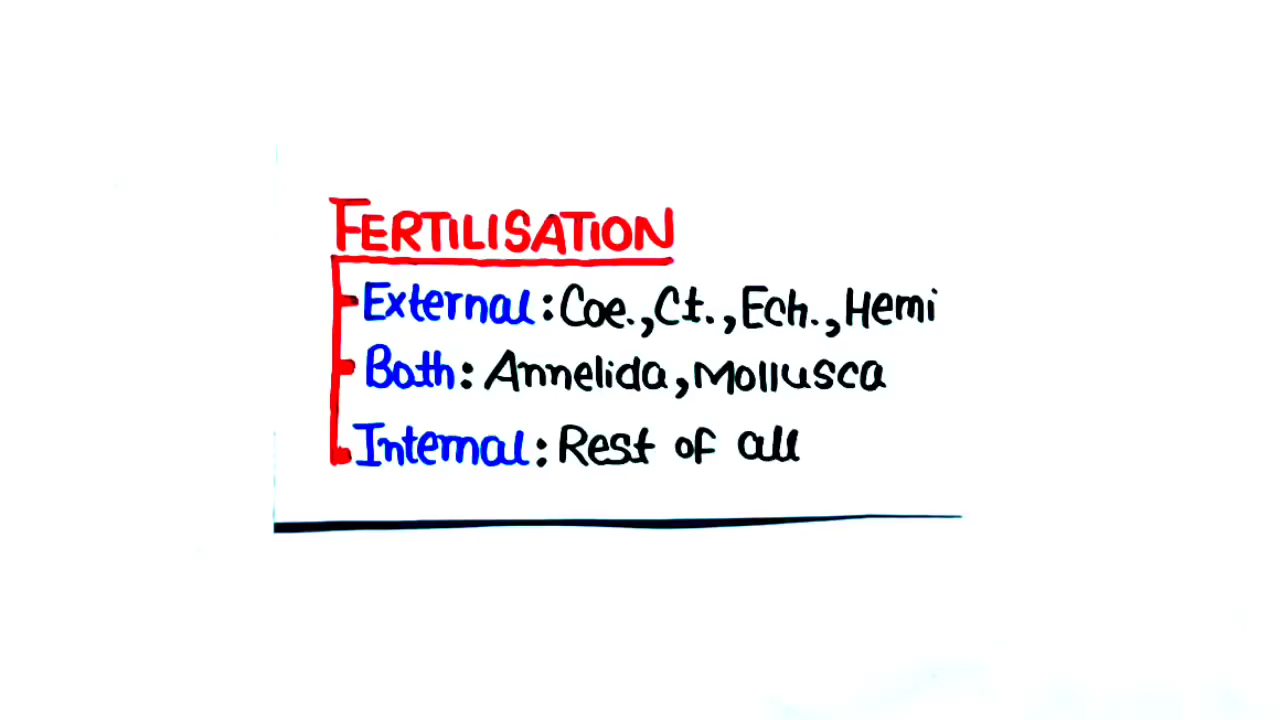 FERTILISATION
External: Coe., Ct., Ech., Hemi
Both: Annelida, Mollusca
Internal: Rest of all